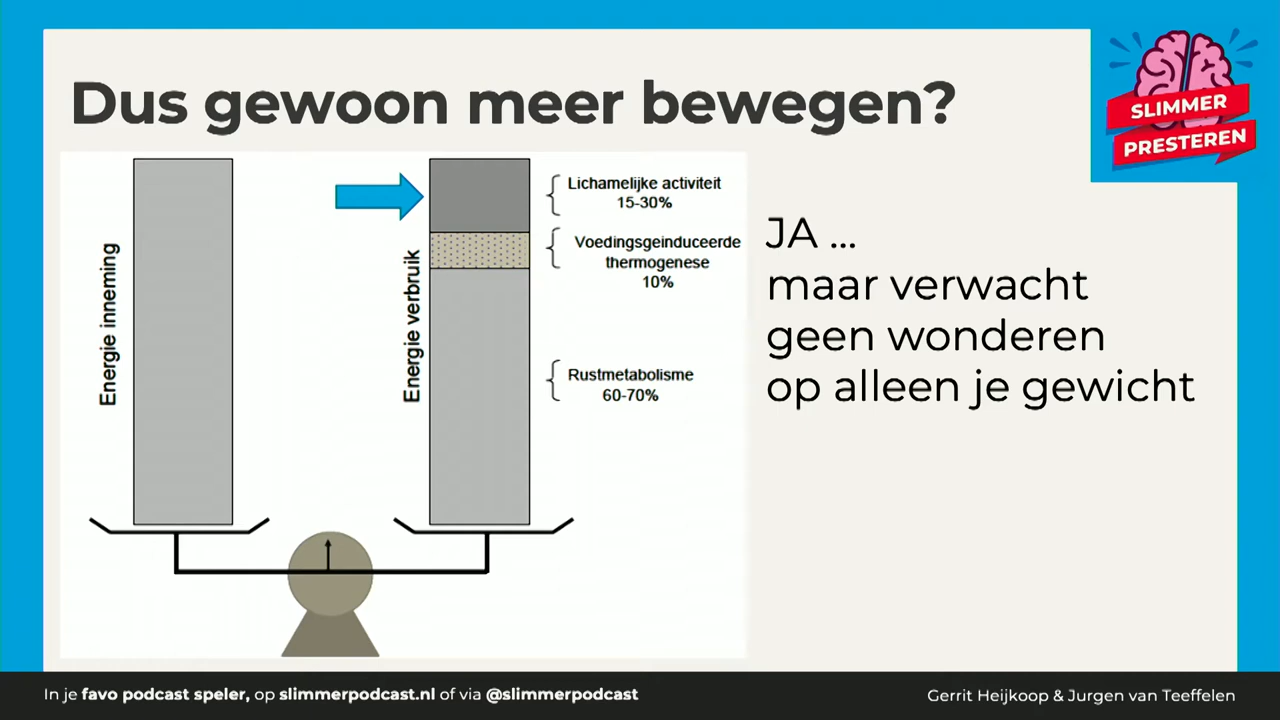 Dus gewoon meer bewegen?
SLIMMER
PRESTEREN
Energie inneming
Energie verbruik
Lichamelijke activiteit
15-30%
Voedingsgeinduceerde
thermogenese
10%
Rustmetabolisme
60-70%
JA ...
maar verwacht
geen wonderen
op alleen je gewicht
In je favo podcast speler, op slimmerpodcast.nl of via @slimmerpodcast
Gerrit Heijkoop & Jurgen van Teeffelen